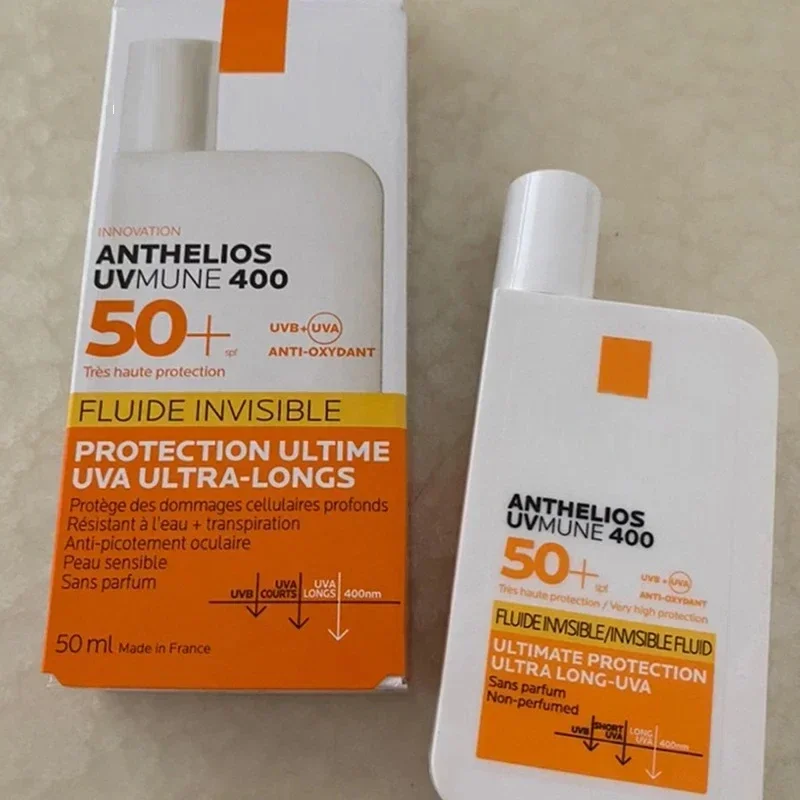 INNOVATION
ANTHELIOS
UVMUNE 400
50+ spf
UVB+UVA
ANTI-OXYDANT
Très haute protection
FLUIDE INVISIBLE
PROTECTION ULTIME
UVA ULTRA-LONGS
Protège des dommages cellulaires profonds
Résistant à l'eau + transpiration
Anti-picotement oculaire
Peau sensible
Sans parfum
UVB
UVA COURTS
UVA LONGS
400nm
50 ml Made in France
ANTHELIOS
UVMUNE 400
50+ spf
UVB+UVA
ANTI-OXYDANT
Très haute protection / Very high protection
FLUIDE INVISIBLE/INVISIBLE FLUID
ULTIMATE PROTECTION
ULTRA LONG-UVA
Sans parfum
Non-perfumed
UVB
SHORT UVA
LONG UVA
400nm